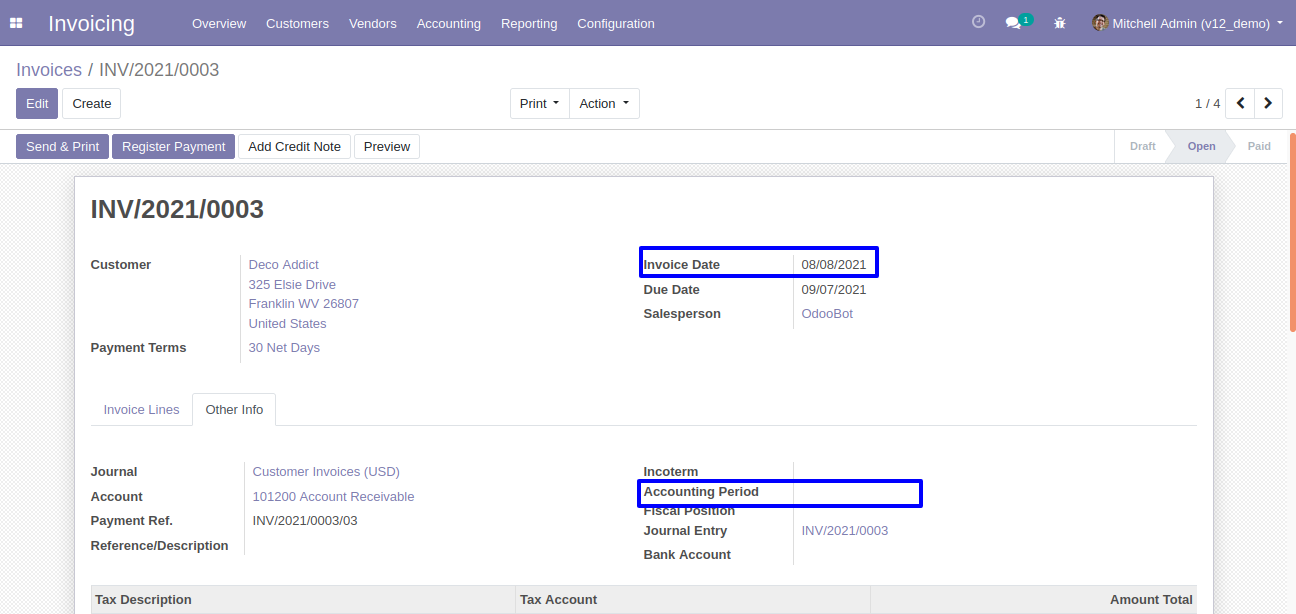 Invoicing Overview Customers Vendors Accounting Reporting Configuration 1 Mitchell Admin (v12_demo)
Invoices / INV/2021/0003
Edit Create Print Action 1 / 4
Send & Print Register Payment Add Credit Note Preview Draft Open Paid
INV/2021/0003
Customer Deco Addict Invoice Date 08/08/2021
325 Elsie Drive Due Date 09/07/2021
Franklin WV 26807 Salesperson OdooBot
United States
Payment Terms 30 Net Days
Invoice Lines Other Info
Journal Customer Invoices (USD) Incoterm
Account 101200 Account Receivable Accounting Period
Payment Ref. INV/2021/0003/03 Fiscal Position
Journal Entry INV/2021/0003
Reference/Description Bank Account
Tax Description Tax Account Amount Total